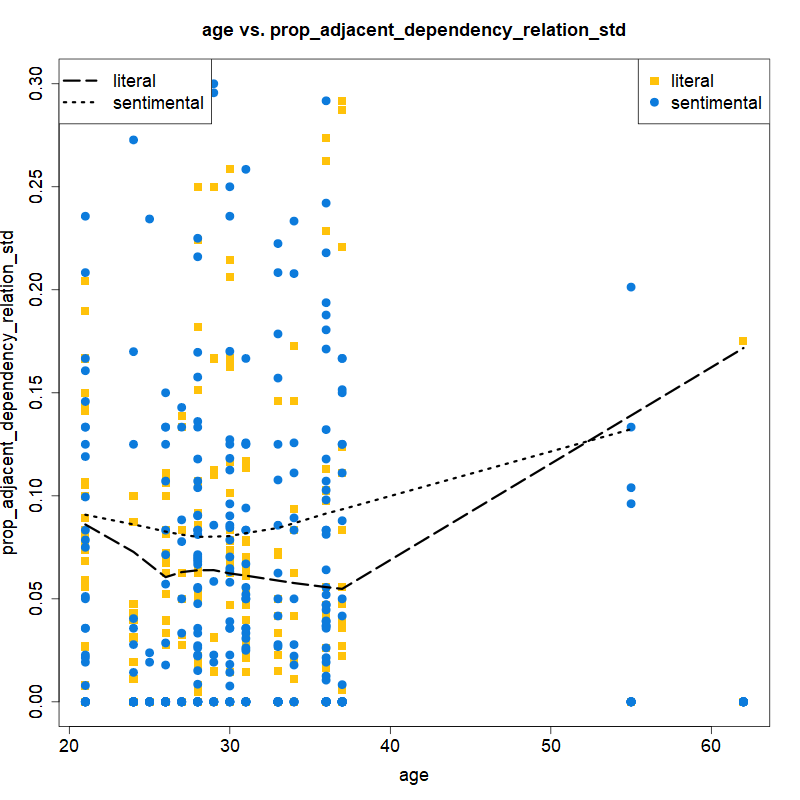 age vs. prop_adjacent_dependency_relation_std
literal
sentimental
literal
sentimental
prop_adjacent_dependency_relation_std
0.30
0.25
0.20
0.15
0.10
0.05
0.00
20 30 40 50 60
age